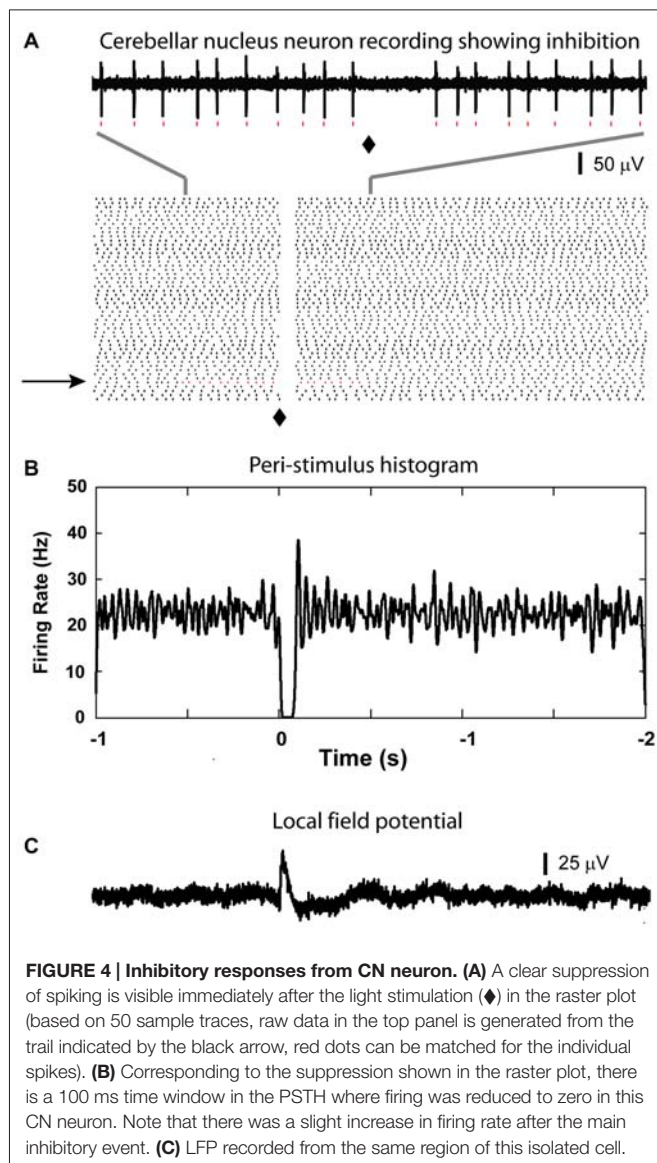 A
Cerebellar nucleus neuron recording showing inhibition
♦
50 µV
♦
B
Peri-stimulus histogram
50
40
30
20
10
0
Firing Rate (Hz)
-1
0
-1
-2
Time (s)
Local field potential
C
25 µV
FIGURE 4 | Inhibitory responses from CN neuron. (A) A clear suppression
of spiking is visible immediately after the light stimulation (♦) in the raster plot
(based on 50 sample traces, raw data in the top panel is generated from the
trail indicated by the black arrow, red dots can be matched for the individual
spikes). (B) Corresponding to the suppression shown in the raster plot, there
is a 100 ms time window in the PSTH where firing was reduced to zero in this
CN neuron. Note that there was a slight increase in firing rate after the main
inhibitory event. (C) LFP recorded from the same region of this isolated cell.